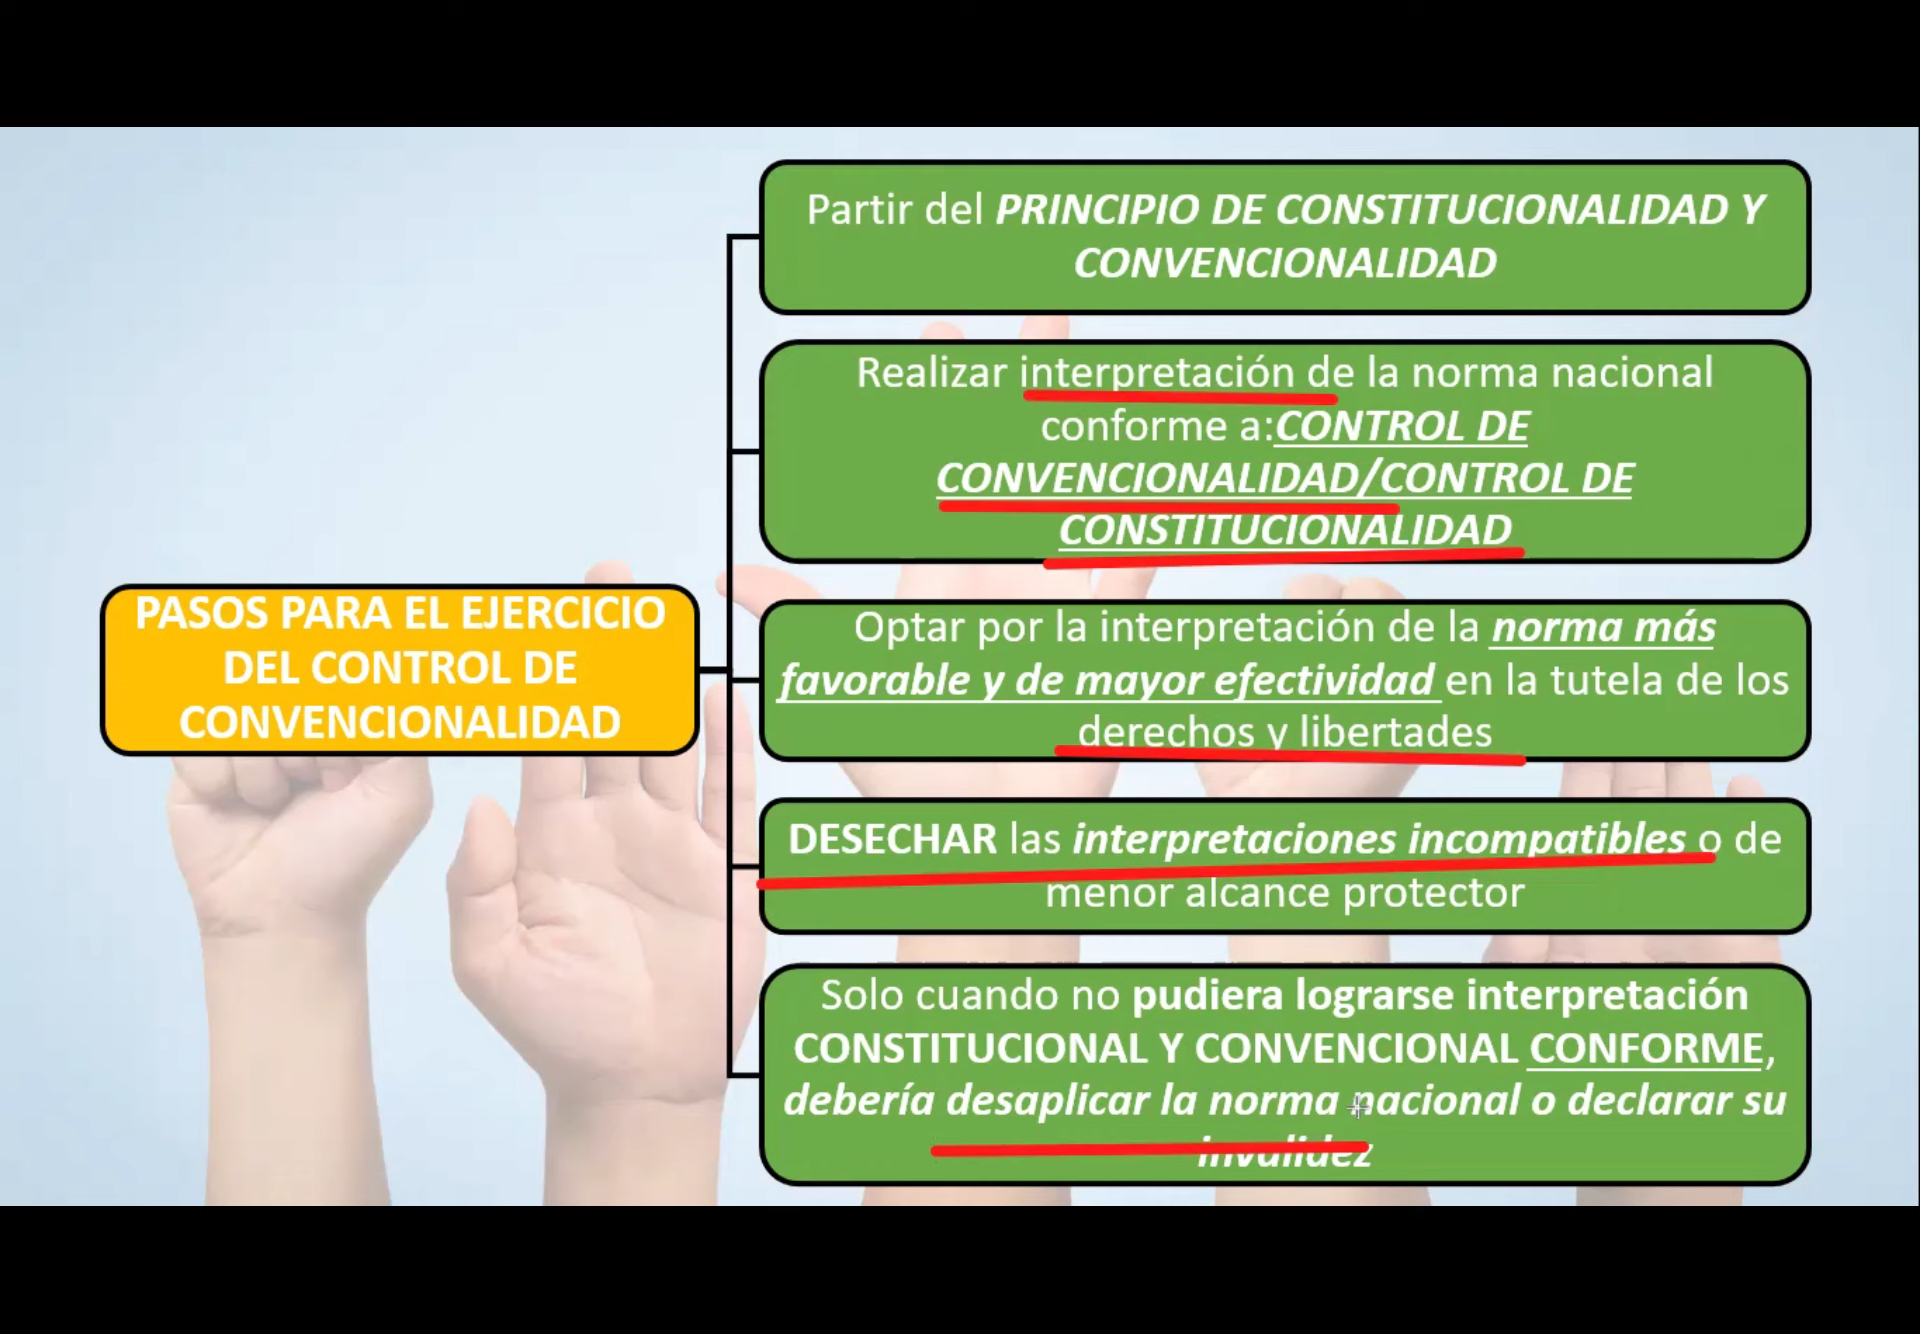 Partir del PRINCIPIO DE CONSTITUCIONALIDAD Y
CONVENCIONALIDAD
Realizar interpretación de la norma nacional
conforme a:CONTROL DE
CONVENCIONALIDAD/CONTROL DE
CONSTITUCIONALIDAD
PASOS PARA EL EJERCICIO
DEL CONTROL DE
CONVENCIONALIDAD
Optar por la interpretación de la norma más
favorable y de mayor efectividad en la tutela de los
derechos y libertades
DESECHAR las interpretaciones incompatibles o de
menor alcance protector
Solo cuando no pudiera lograrse interpretación
CONSTITUCIONAL Y CONVENCIONAL CONFORME,
debería desaplicar la norma nacional o declarar su
invalidez